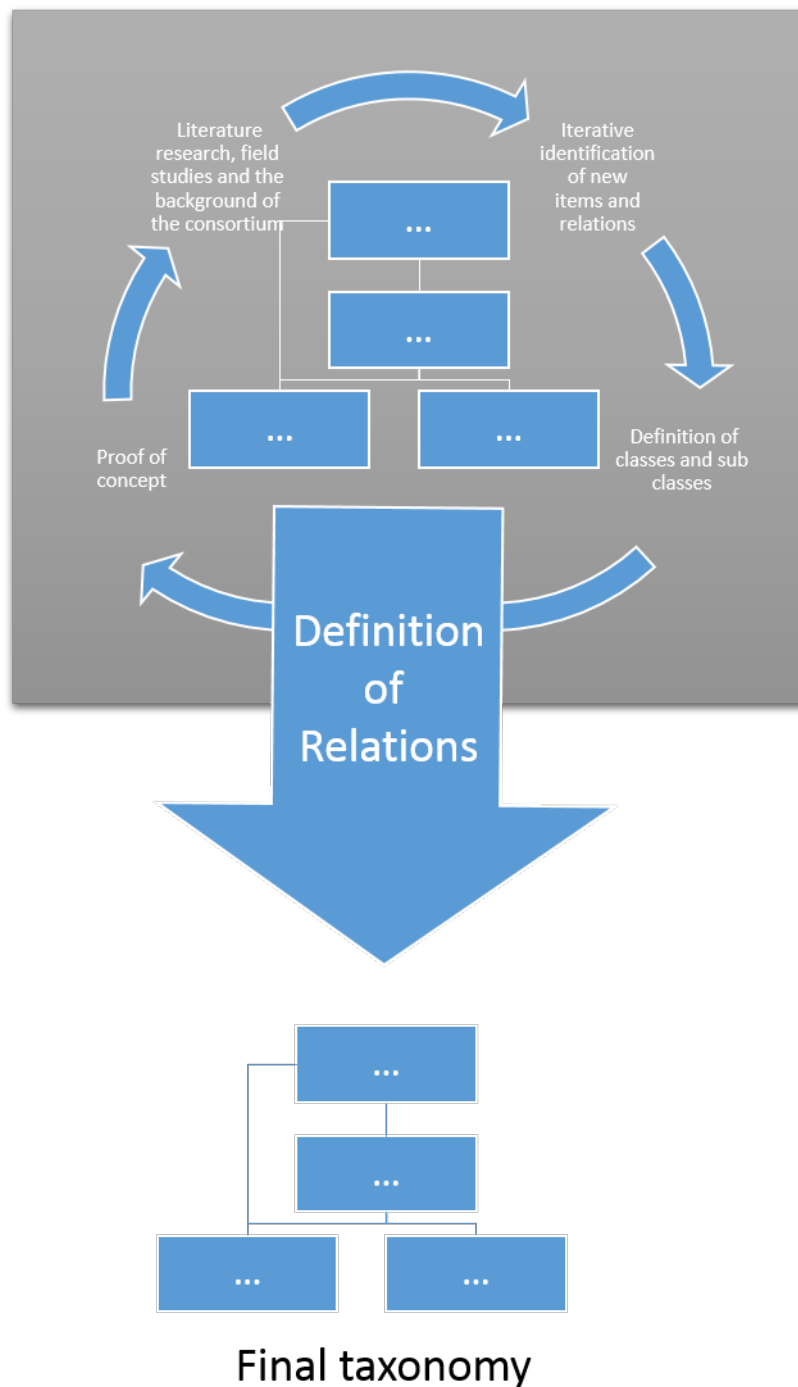 Literature
research, field
studies and the
background of
the consortium
Iterative
identification
of new
items and
relations
...
...
...
...
Definition of
classes and sub
classes
Proof of
concept
Definition
of
Relations
...
...
...
...
Final taxonomy